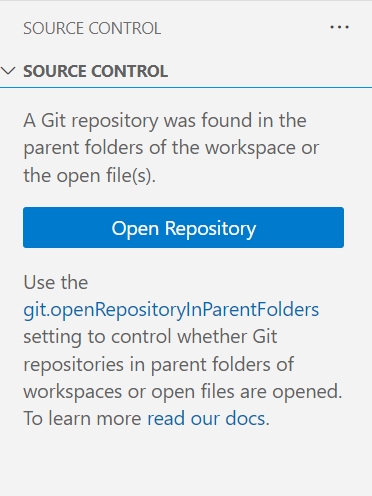 SOURCE CONTROL
SOURCE CONTROL
A Git repository was found in the
parent folders of the workspace or
the open file(s).
Open Repository
Use the
git.openRepositoryInParentFolders
setting to control whether Git
repositories in parent folders of
workspaces or open files are opened.
To learn more read our docs.